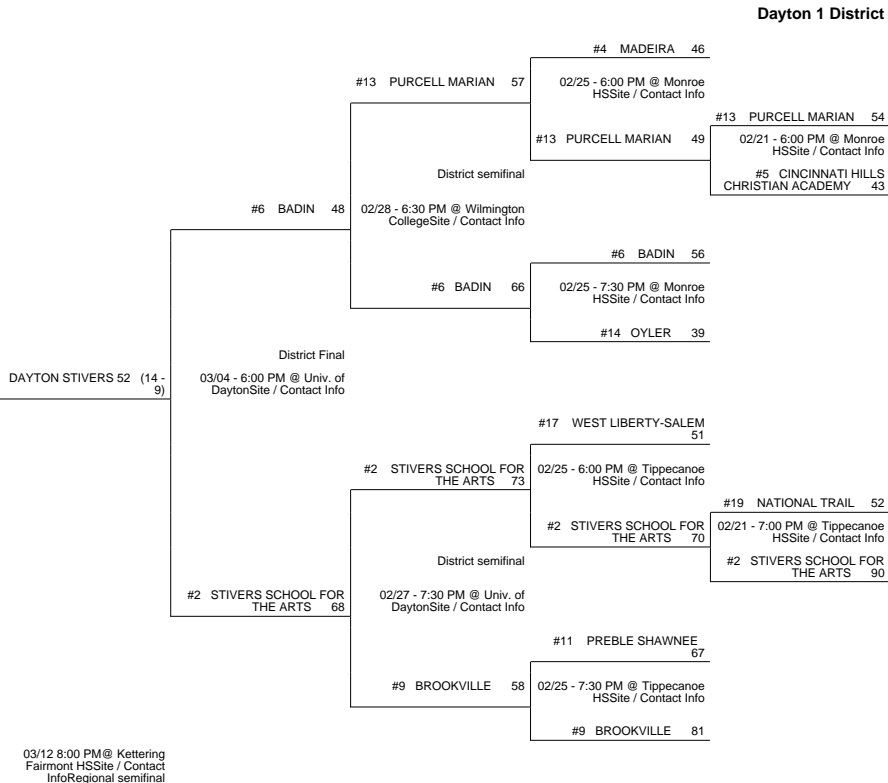 Dayton 1 District
#4 MADEIRA 46
#13 PURCELL MARIAN 57
02/25 - 6:00 PM @ Monroe
HSSite / Contact Info
#13 PURCELL MARIAN 54
#13 PURCELL MARIAN 49
02/21 - 6:00 PM @ Monroe
HSSite / Contact Info
District semifinal
#5 CINCINNATI HILLS
CHRISTIAN ACADEMY 43
#6 BADIN 48
02/28 - 6:30 PM @ Wilmington
CollegeSite / Contact Info
#6 BADIN 56
#6 BADIN 66
02/25 - 7:30 PM @ Monroe
HSSite / Contact Info
#14 OYLER 39
District Final
DAYTON STIVERS 52 (14 -
9)
03/04 - 6:00 PM @ Univ. of
DaytonSite / Contact Info
#17 WEST LIBERTY-SALEM
51
#2 STIVERS SCHOOL FOR
THE ARTS 73
02/25 - 6:00 PM @ Tippecanoe
HSSite / Contact Info
#19 NATIONAL TRAIL 52
#2 STIVERS SCHOOL FOR
THE ARTS 70
02/21 - 7:00 PM @ Tippecanoe
HSSite / Contact Info
District semifinal
#2 STIVERS SCHOOL FOR
THE ARTS 90
#2 STIVERS SCHOOL FOR
THE ARTS 68
02/27 - 7:30 PM @ Univ. of
DaytonSite / Contact Info
#11 PREBLE SHAWNEE
67
#9 BROOKVILLE 58
02/25 - 7:30 PM @ Tippecanoe
HSSite / Contact Info
#9 BROOKVILLE 81
03/12 8:00 PM@ Kettering
Fairmont HSSite / Contact
InfoRegional semifinal